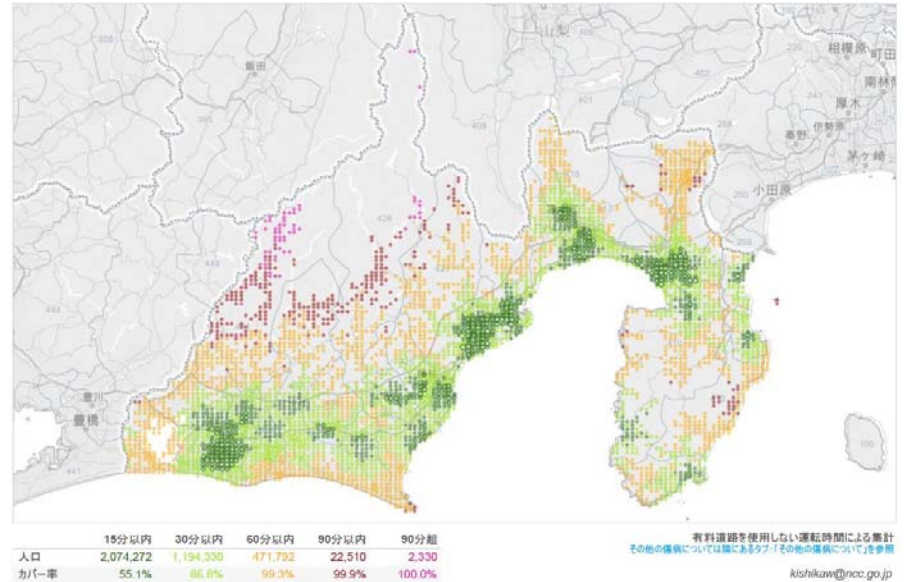 308
飯田
山梨
相模原
町田
南林間
厚木
秦野
伊勢原
茅ヶ崎
小田原
豊川
豊橋
15分以内 30分以内 60分以内 90分以内 90分超
人口 2,074,272 1,194,330 471,792 22,510 2,330
カバー率 55.1% 86.8% 99.3% 99.9% 100.0%
有料道路を使用しない運転時間による集計
その他の傷病については隣にあるタブ:「その他の傷病について」を参照
kishikaw@ncc.go.jp